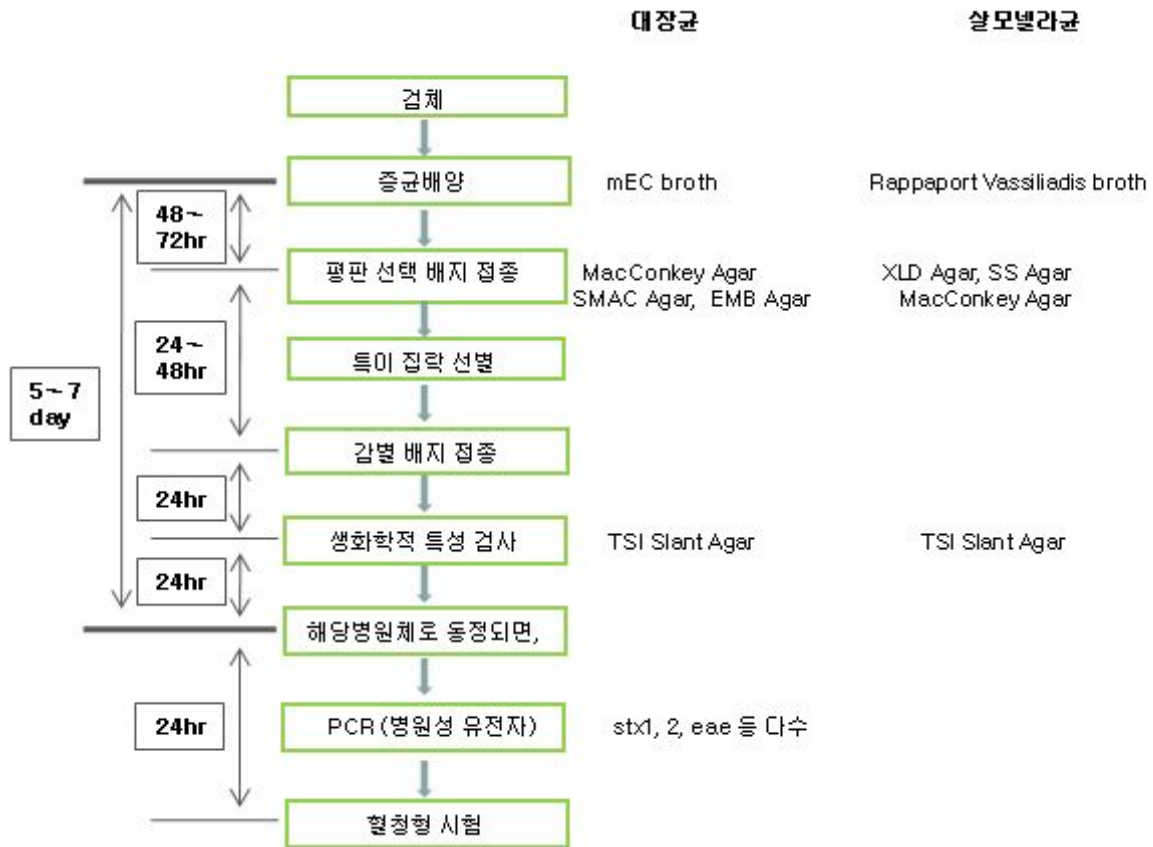 대장균 살모넬라균
검체
증균배양 mEC broth Rappaport Vassiliadis broth
48~
72hr
평판 선택 배지 접종 MacConkey Agar XLD Agar, SS Agar
SMAC Agar, EMB Agar MacConkey Agar
24~
48hr
특이 집락 선별
5~7
day
감별 배지 접종
24hr
생화학적 특성 검사 TSI Slant Agar TSI Slant Agar
24hr
해당병원체로 동정되면,
24hr
PCR (병원성 유전자) stx1, 2, eae 등 다수
혈청형 시험